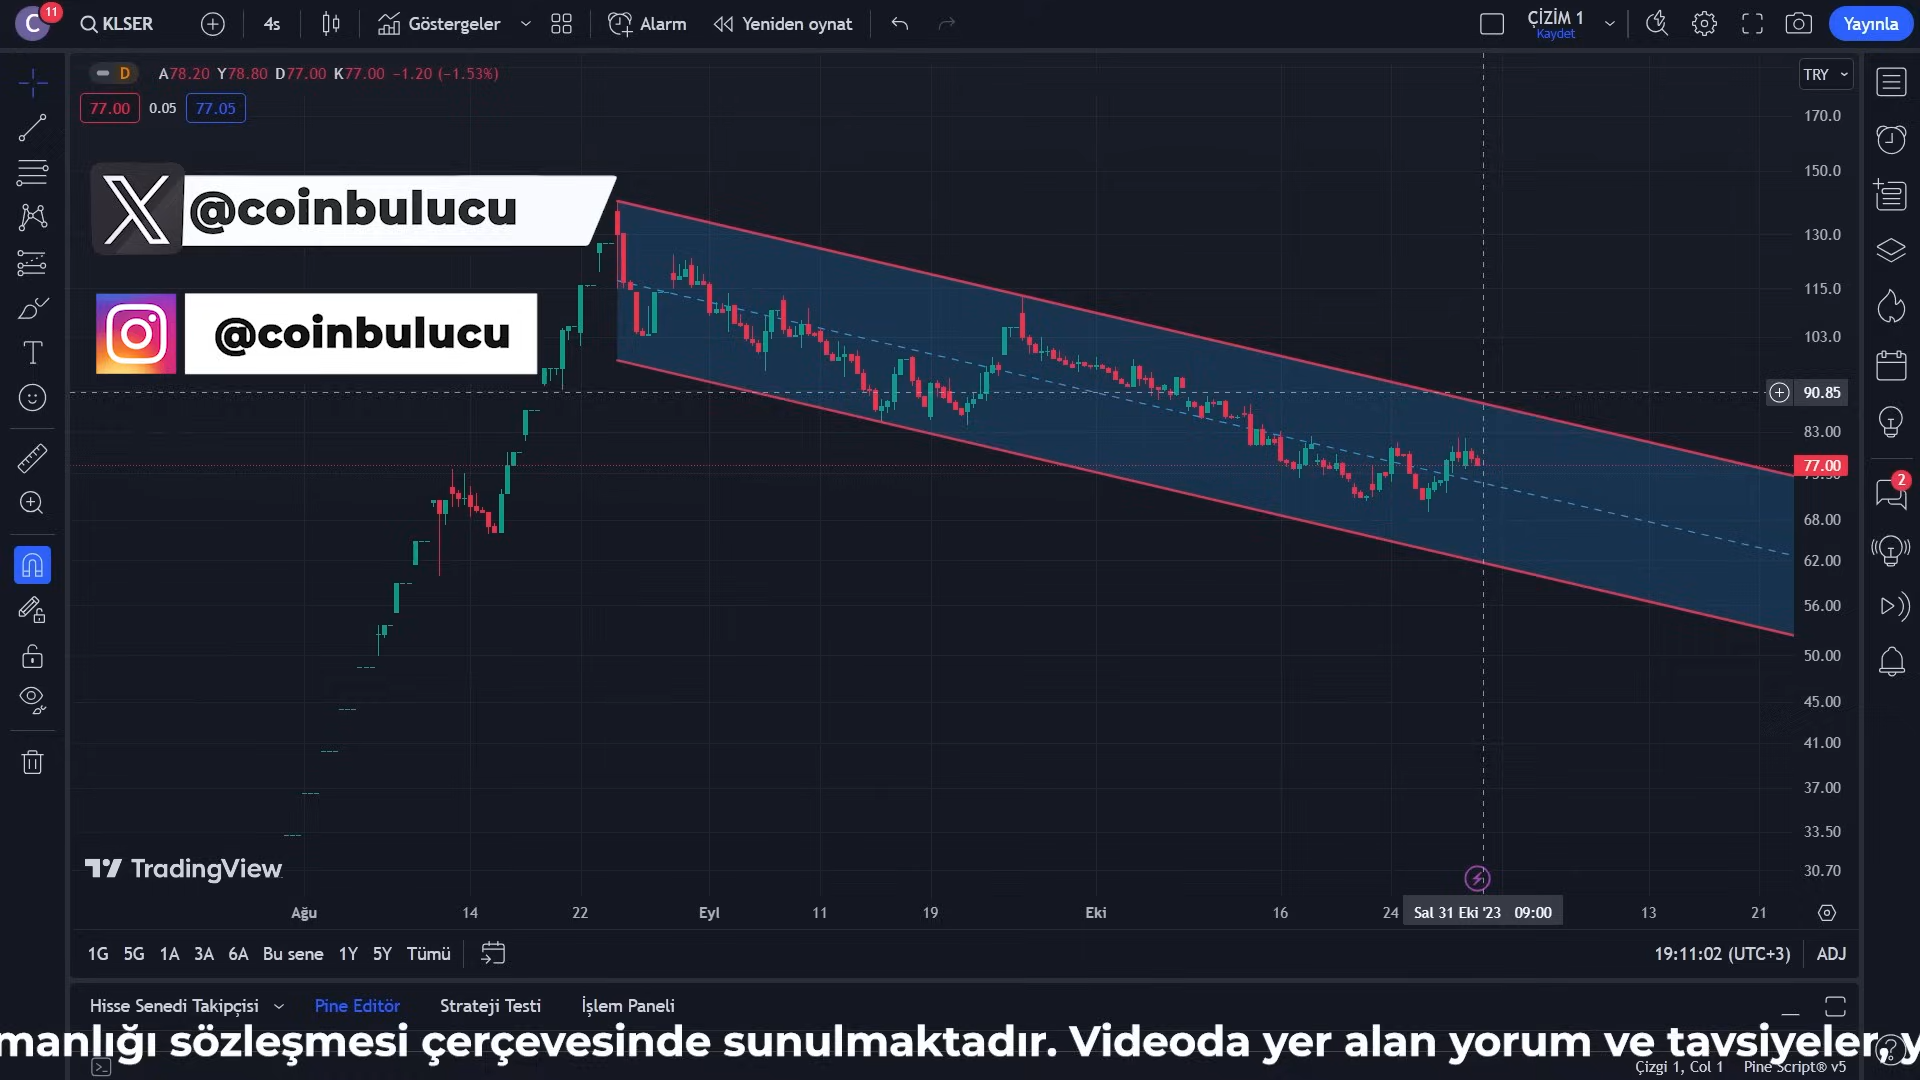 C 11 KLSER 4s Göstergeler Alarm Yeniden oynat ÇİZİM 1 Yayınla
Kaydet
D A78.20 Y78.80 D77.00 K77.00 −1.20 (−1.53%) TRY
77.00 0.05 77.05
170.0
150.0
@coinbulucu
130.0
115.0
@coinbulucu
103.0
90.85
83.00
77.00
2
68.00
62.00
56.00
50.00
45.00
41.00
37.00
33.50
TradingView
30.70
Ağu 14 22 Eyl 11 19 Eki 16 24 Sal 31 Eki '23 09:00 13 21
1G 5G 1A 3A 6A Bu sene 1Y 5Y Tümü 19:11:02 (UTC+3) ADJ
Hisse Senedi Takipçisi Pine Editör Strateji Testi İşlem Paneli
manlığı sözleşmesi çerçevesinde sunulmaktadır. Videoda yer alan yorum ve tavsiyeler, y
Çizgi 1, Col 1 Pine Script® v5